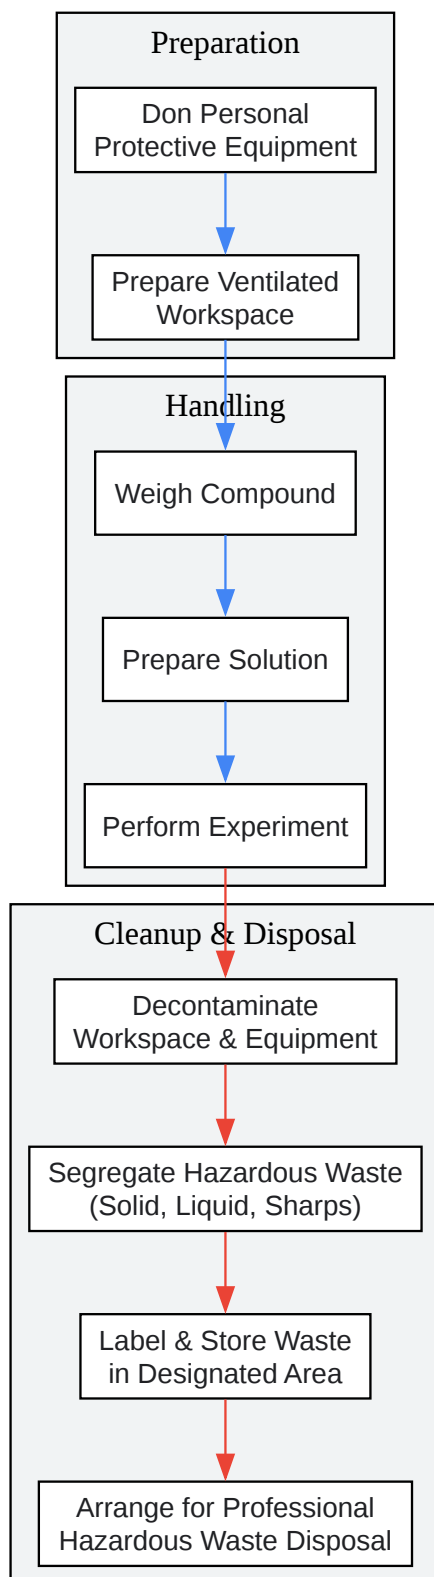 Preparation
Don Personal
Protective Equipment
Prepare Ventilated
Workspace
Handling
Weigh Compound
Prepare Solution
Perform Experiment
Cleanup & Disposal
Decontaminate
Workspace & Equipment
Segregate Hazardous Waste
(Solid, Liquid, Sharps)
Label & Store Waste
in Designated Area
Arrange for Professional
Hazardous Waste Disposal